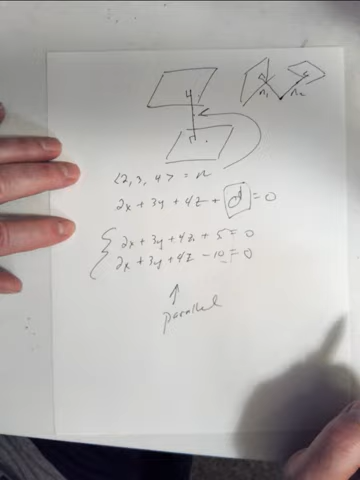 n₁ n₂
<2, 3, 4> = n
2x + 3y + 4z + d = 0
2x + 3y + 4z + 5 = 0
2x + 3y + 4z - 10 = 0
parallel